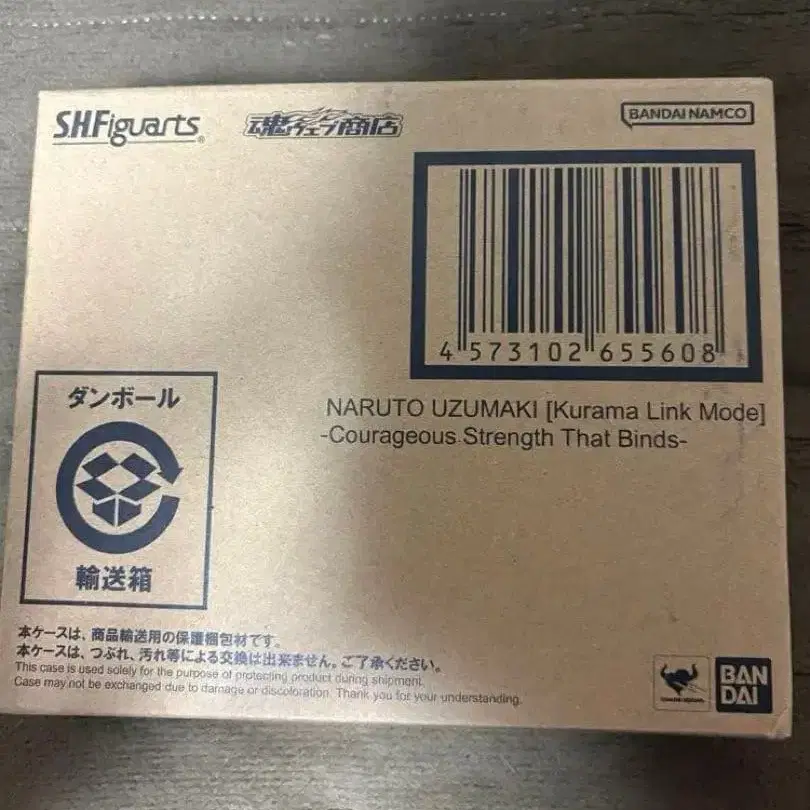 S.H.Figuarts
魂ウェブ商店
BANDAI NAMCO
4 573102 655608
NARUTO UZUMAKI [Kurama Link Mode]
-Courageous Strength That Binds-
ダンボール
輸送箱
本ケースは、商品輸送用の保護梱包材です。
本ケースは、つぶれ、汚れ等による交換は出来ません。ご了承ください。
This case is used solely for the purpose of protecting product during shipment.
Case may not be exchanged due to damage or discoloration. Thank you for your understanding.
BAN
DAI